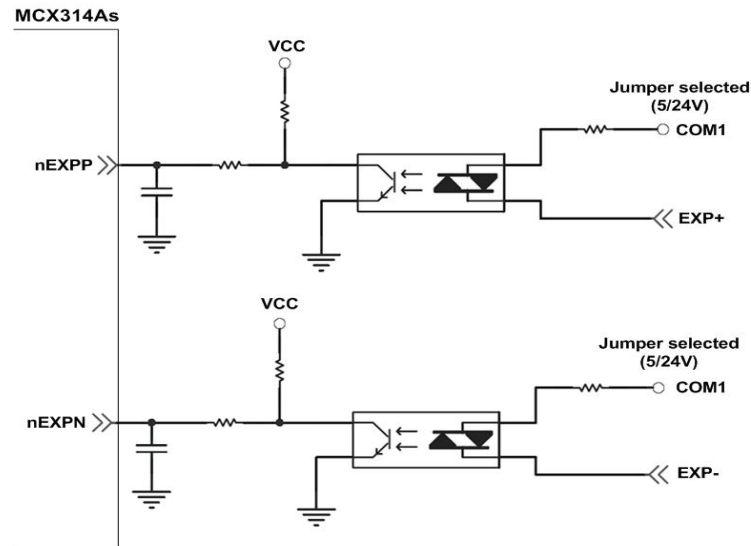 MCX314As
VCC
Jumper selected
(5/24V)
COM1
nEXPP
EXP+
VCC
Jumper selected
(5/24V)
COM1
nEXPN
EXP-